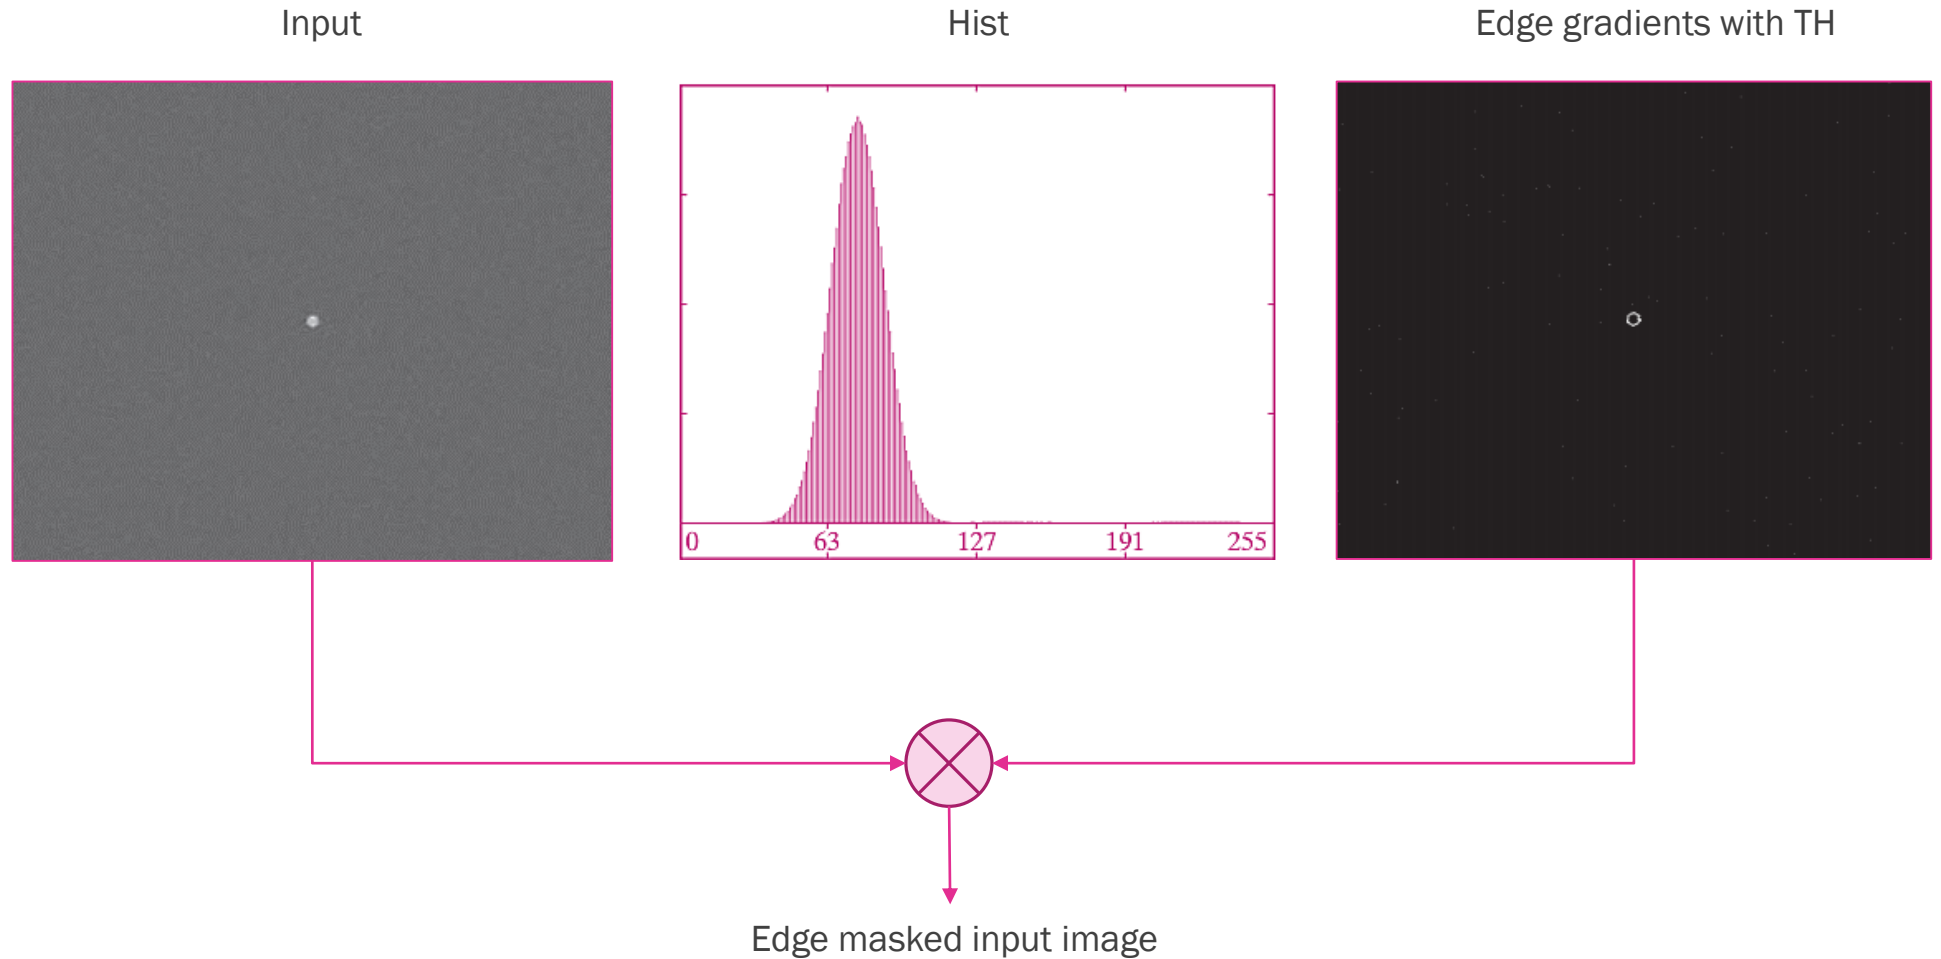 Input
Hist
Edge gradients with TH
0 63 127 191 255
Edge masked input image